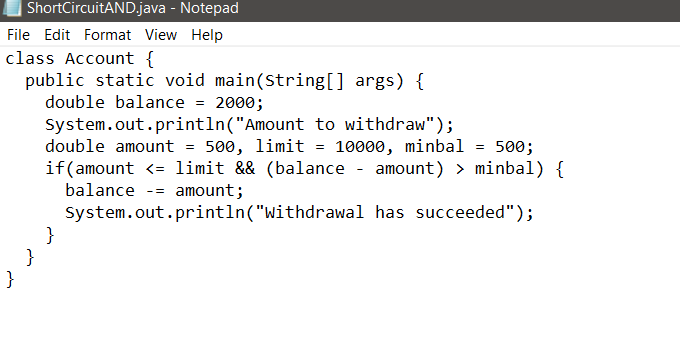 ShortCircuitAND.java - Notepad
File Edit Format View Help
class Account {
  public static void main(String[] args) {
    double balance = 2000;
    System.out.println("Amount to withdraw");
    double amount = 500, limit = 10000, minbal = 500;
    if(amount <= limit && (balance - amount) > minbal) {
      balance -= amount;
      System.out.println("Withdrawal has succeeded");
    }
  }
}